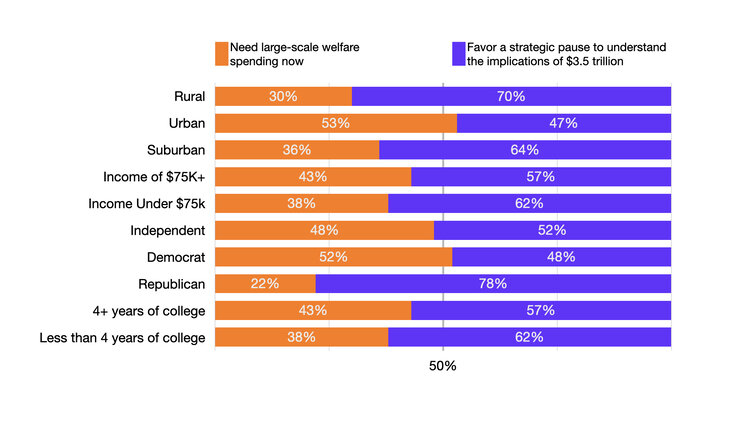 Need large-scale welfare
spending now
Favor a strategic pause to understand
the implications of $3.5 trillion
Rural 30% 70%
Urban 53% 47%
Suburban 36% 64%
Income of $75K+ 43% 57%
Income Under $75k 38% 62%
Independent 48% 52%
Democrat 52% 48%
Republican 22% 78%
4+ years of college 43% 57%
Less than 4 years of college 38% 62%
50%